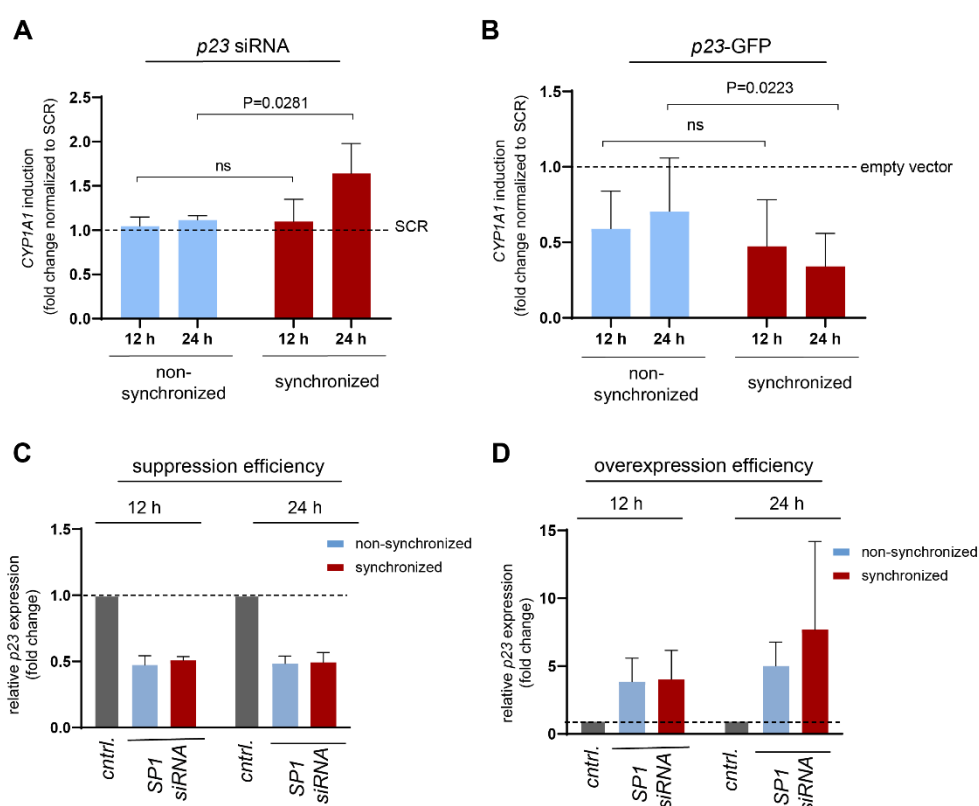 A
p23 siRNA
CYP1A1 induction
(fold change normalized to SCR)
2.5
2.0
1.5
1.0
0.5
0.0
P=0.0281
ns
SCR
12 h
24 h
12 h
24 h
non-
synchronized
synchronized
B
p23-GFP
CYP1A1 induction
(fold change normalized to SCR)
1.5
1.0
0.5
0.0
P=0.0223
ns
empty vector
12 h
24 h
12 h
24 h
non-
synchronized
synchronized
C
suppression efficiency
12 h
24 h
relative p23 expression
(fold change)
1.5
1.0
0.5
0.0
non-synchronized
synchronized
cntrl.
SP1
siRNA
cntrl.
SP1
siRNA
D
overexpression efficiency
12 h
24 h
relative p23 expression
(fold change)
15
10
5
0
non-synchronized
synchronized
cntrl.
SP1
siRNA
cntrl.
SP1
siRNA